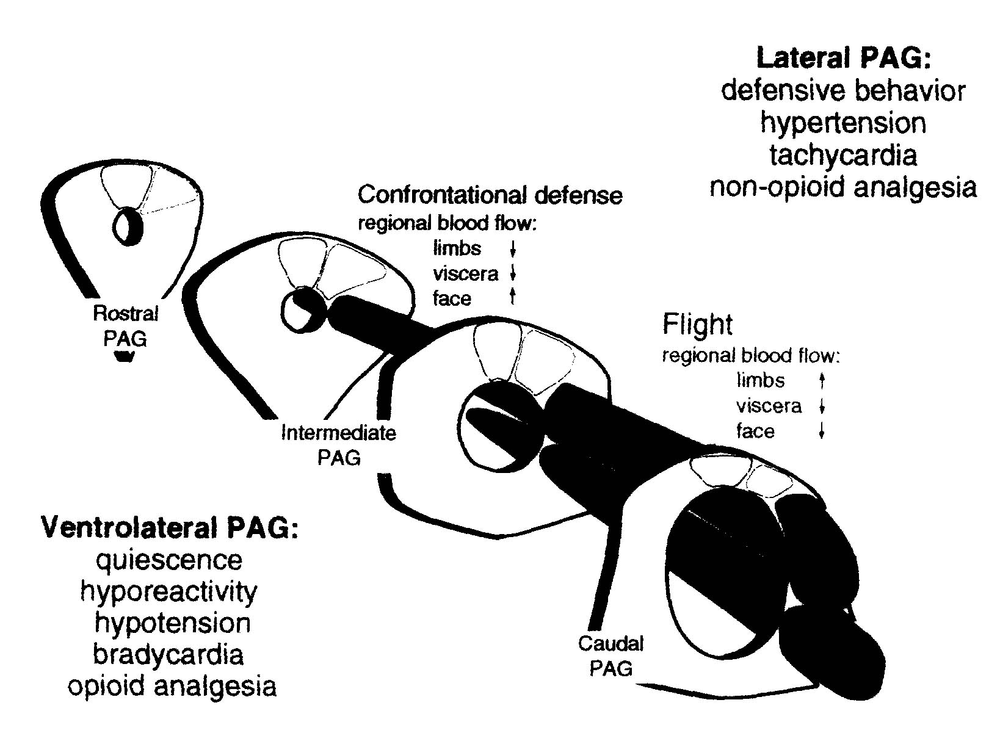 Lateral PAG:
defensive behavior
hypertension
tachycardia
non-opioid analgesia
Confrontational defense
regional blood flow:
limbs ↓
viscera ↓
face ↑
Rostral
PAG
Flight
regional blood flow:
limbs ↑
viscera ↓
face ↓
Intermediate
PAG
Ventrolateral PAG:
quiescence
hyporeactivity
hypotension
bradycardia
opioid analgesia
Caudal
PAG